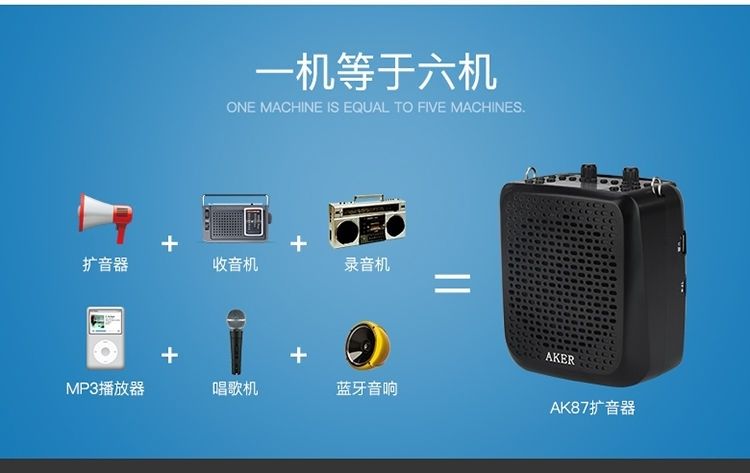 一机等于六机
ONE MACHINE IS EQUAL TO FIVE MACHINES.
扩音器
+
收音机
+
录音机
=
MP3播放器
+
唱歌机
+
蓝牙音响
AKER
AK87扩音器